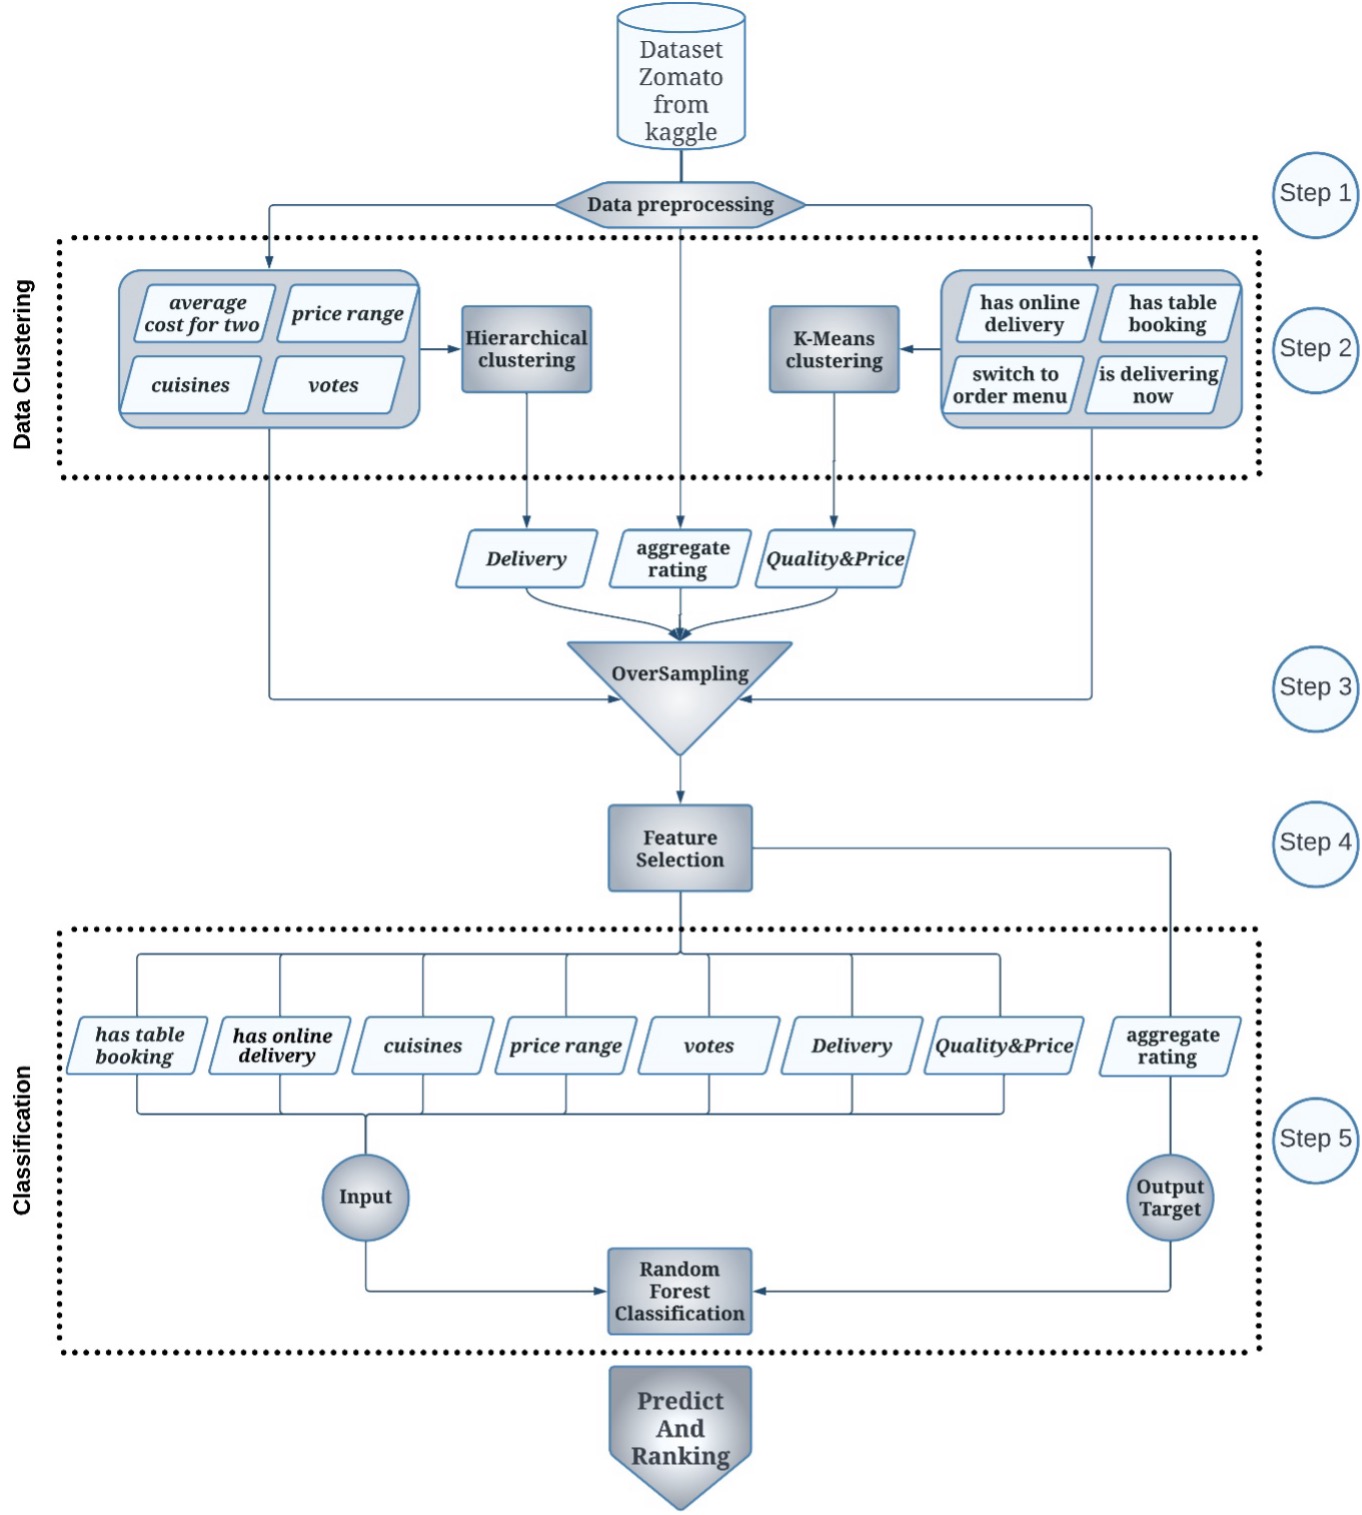 Dataset
Zomato
from
kaggle
Data preprocessing
Step 1
Data Clustering
average
cost for two
price range
cuisines
votes
Hierarchical
clustering
K-Means
clustering
has online
delivery
has table
booking
switch to
order menu
is delivering
now
Step 2
Delivery
aggregate
rating
Quality&Price
OverSampling
Step 3
Feature
Selection
Step 4
Classification
has table
booking
has online
delivery
cuisines
price range
votes
Delivery
Quality&Price
aggregate
rating
Step 5
Input
Output
Target
Random
Forest
Classification
Predict
And
Ranking